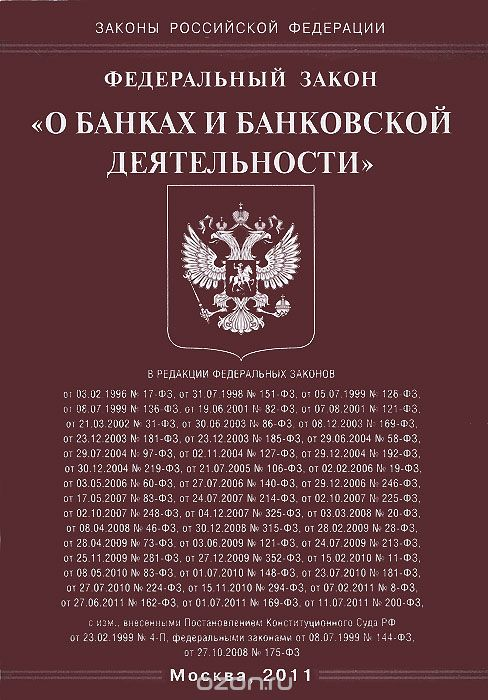 ЗАКОНЫ РОССИЙСКОЙ ФЕДЕРАЦИИ
ФЕДЕРАЛЬНЫЙ ЗАКОН
«О БАНКАХ И БАНКОВСКОЙ
ДЕЯТЕЛЬНОСТИ»
В РЕДАКЦИИ ФЕДЕРАЛЬНЫХ ЗАКОНОВ
от 03.02 1996 № 17-ФЗ, от 31.07 1998 № 151-ФЗ, от 05.07 1999 № 126-ФЗ,
от 08.07 1999 № 136-ФЗ, от 19.06 2001 № 82-ФЗ, от 07.08 2001 № 121-ФЗ,
от 21.03 2002 № 31-ФЗ, от 30.06 2003 № 86-ФЗ, от 08.12 2003 № 169-ФЗ,
от 23.12 2003 № 181-ФЗ, от 23.12 2003 № 185-ФЗ, от 29.06 2004 № 58-ФЗ,
от 29.07 2004 № 97-ФЗ, от 02.11 2004 № 127-ФЗ, от 29.12 2004 № 192-ФЗ,
от 30.12 2004 № 219-ФЗ, от 21.07 2005 № 106-ФЗ, от 02.02 2006 № 19-ФЗ,
от 03.05 2006 № 60-ФЗ, от 27.07 2006 № 140-ФЗ, от 29.12 2006 № 246-ФЗ,
от 17.05 2007 № 83-ФЗ, от 24.07 2007 № 214-ФЗ, от 02.10 2007 № 225-ФЗ,
от 02.10 2007 № 248-ФЗ, от 04.12 2007 № 325-ФЗ, от 03.03 2008 № 20-ФЗ,
от 08.04 2008 № 46-ФЗ, от 30.12 2008 № 315-ФЗ, от 28.02 2009 № 28-ФЗ,
от 28.04 2009 № 73-ФЗ, от 03.06 2009 № 121-ФЗ, от 24.07 2009 № 213-ФЗ,
от 25.11 2009 № 281-ФЗ, от 27.12 2009 № 352-ФЗ, от 15.02 2010 № 11-ФЗ,
от 08.05 2010 № 83-ФЗ, от 01.07 2010 № 148-ФЗ, от 23.07 2010 № 181-ФЗ,
от 27.07 2010 № 224-ФЗ, от 15.11 2010 № 294-ФЗ, от 07.02 2011 № 8-ФЗ,
от 27.06 2011 № 162-ФЗ, от 01.07 2011 № 169-ФЗ, от 11.07 2011 № 200-ФЗ,
с изм., внесенными Постановлением Конституционного Суда РФ
от 23.02 1999 № 4-П, федеральными законами от 08.07 1999 № 144-ФЗ,
от 27.10 2008 № 175-ФЗ
Москва 2011
ozon.ru